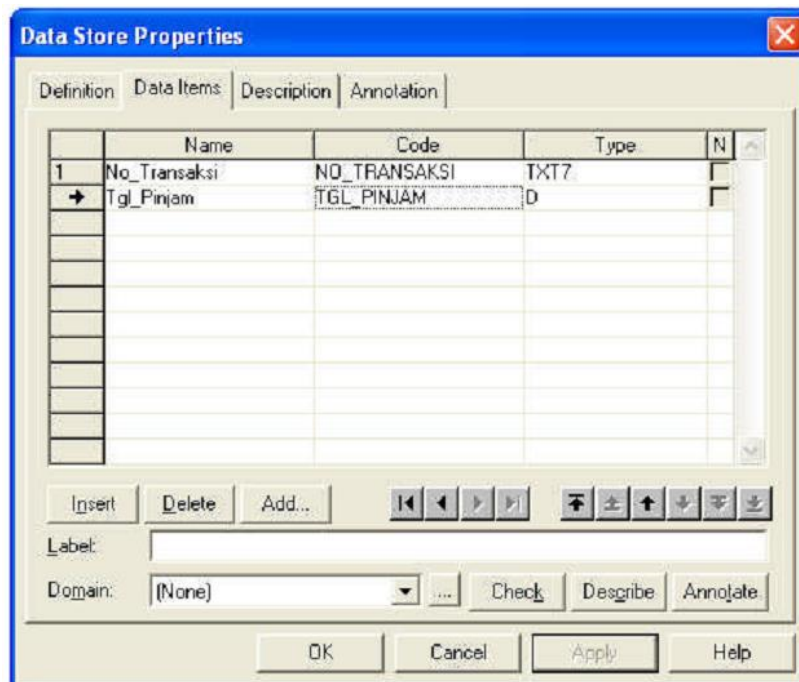 Data Store Properties
Definition Data Items Description Annotation
Name Code Type N
1 No_Transaksi NO_TRANSAKSI TXT7
Tgl_Pinjam TGL_PINJAM D
Insert Delete Add...
Label:
Domain: (None) ... Check Describe Annotate
OK Cancel Apply Help